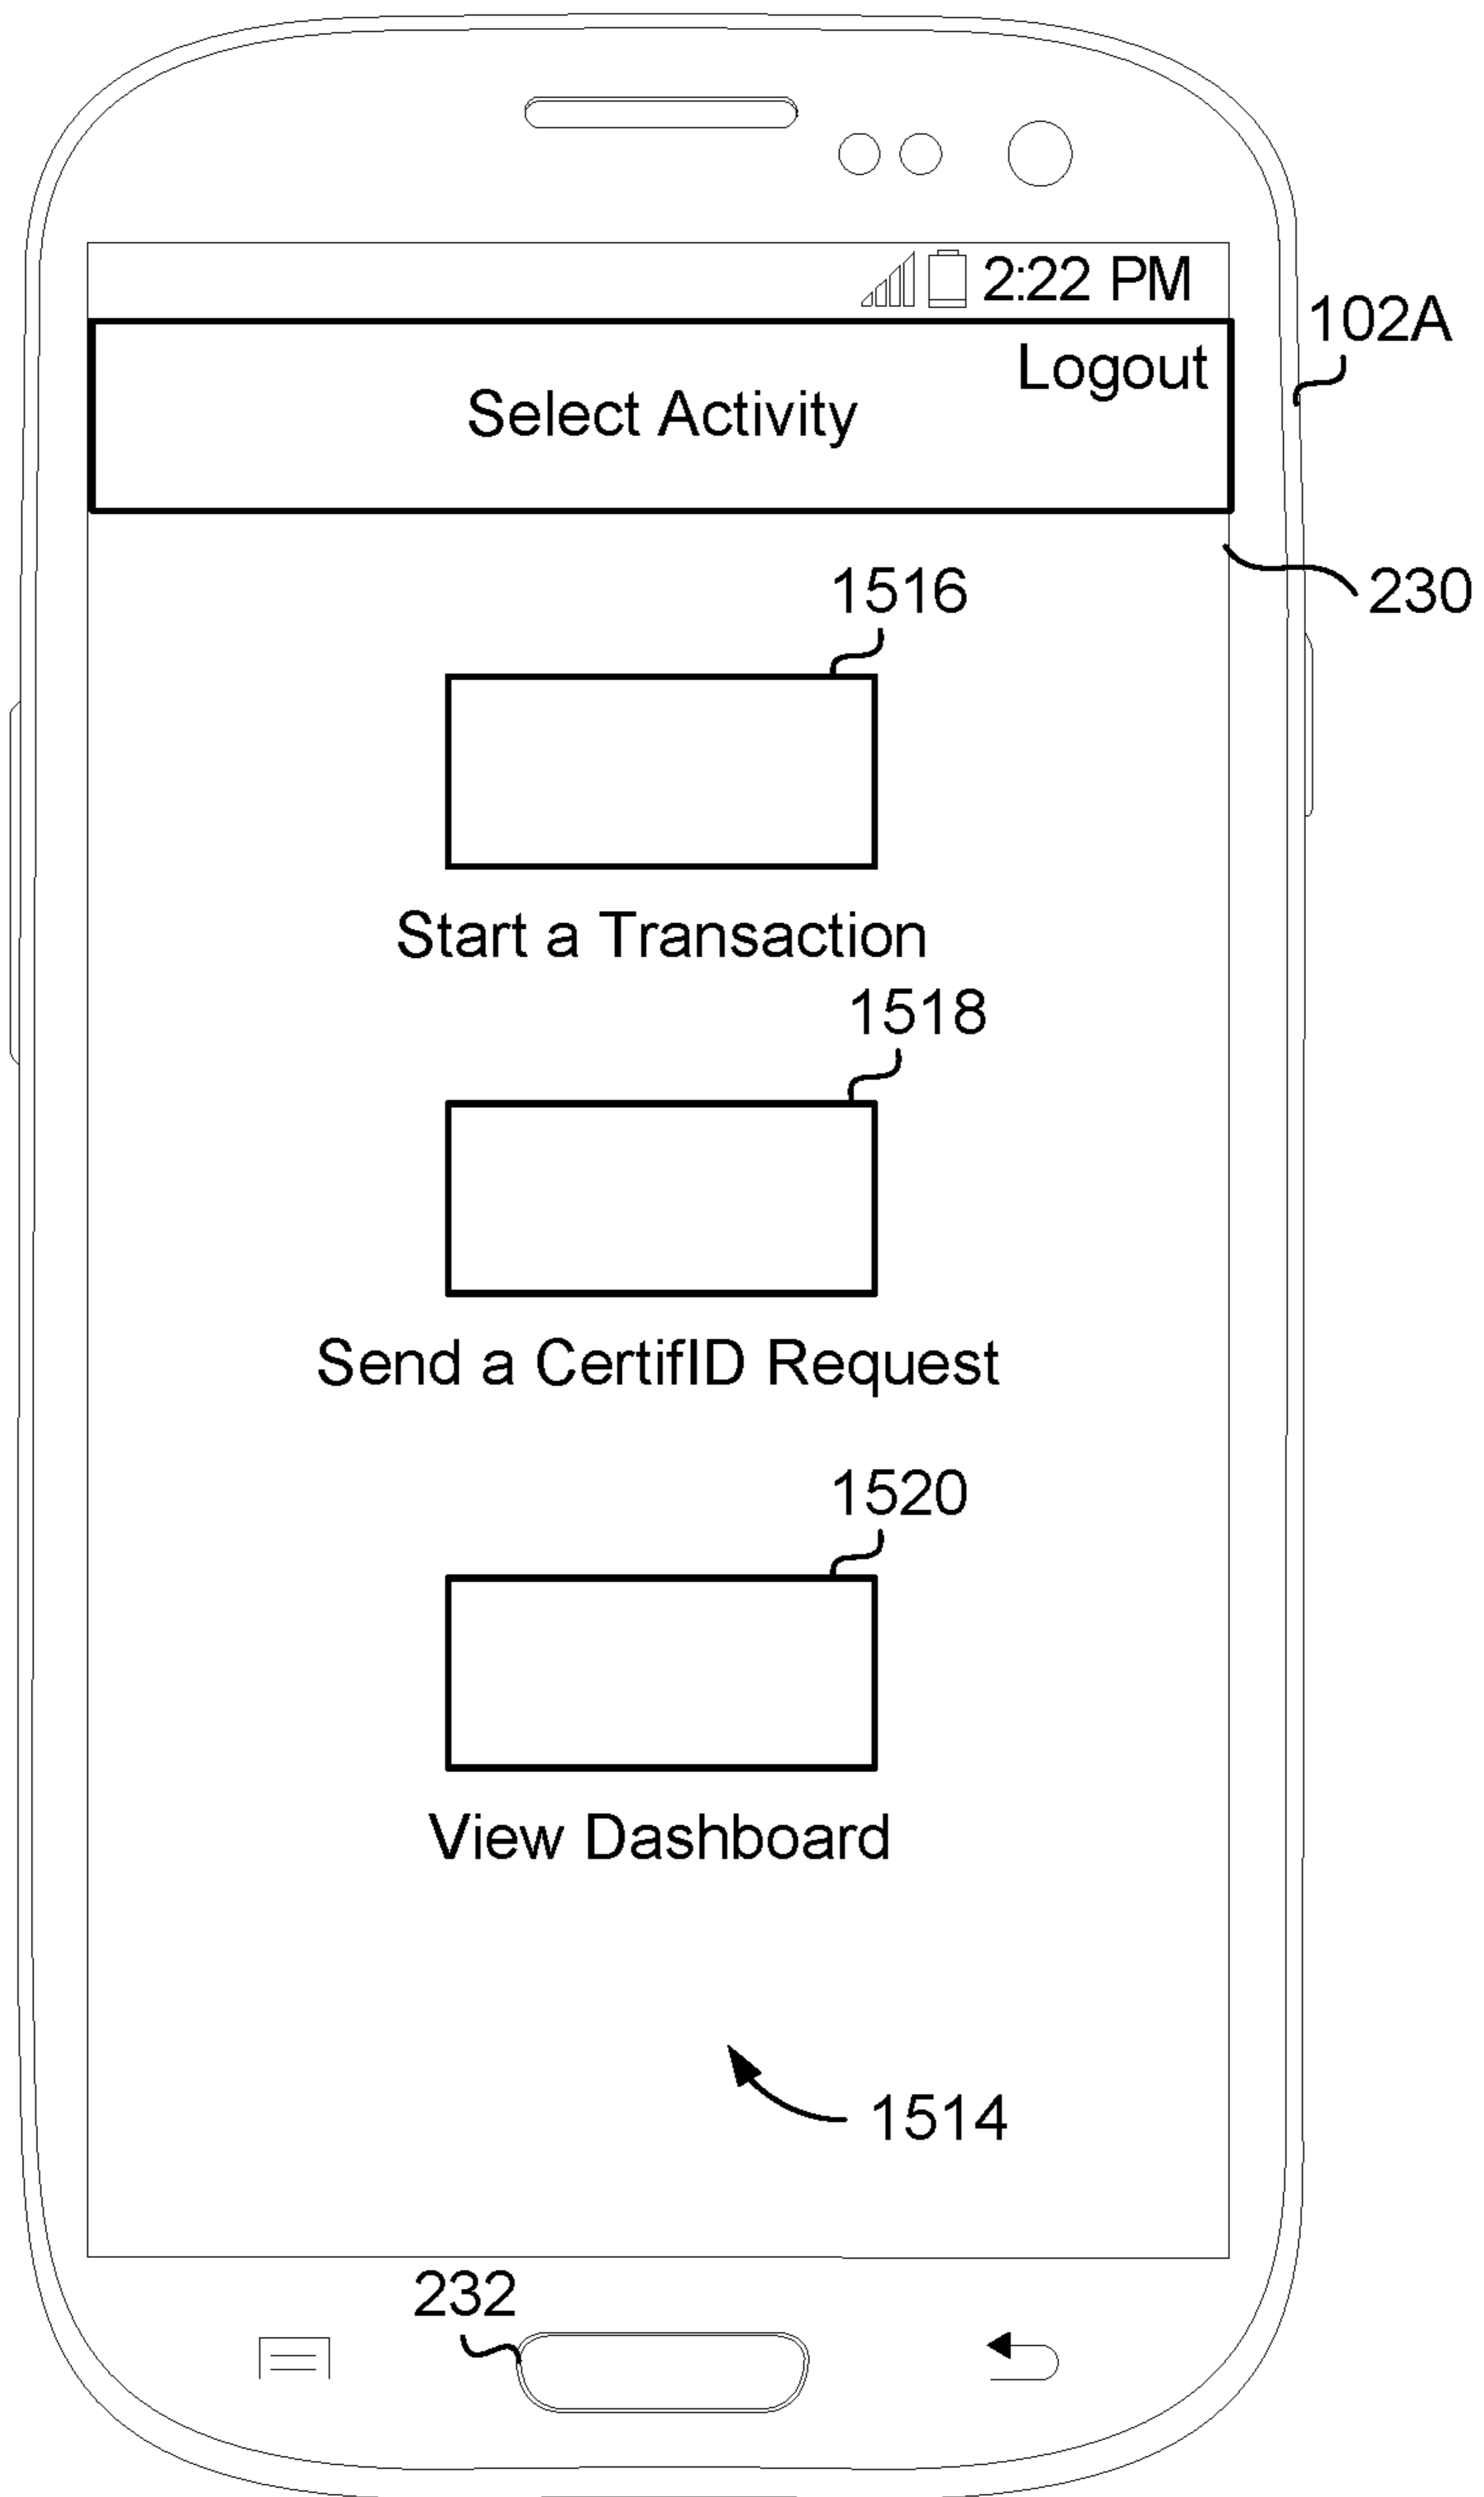 2:22 PM
102A
Logout
Select Activity
230
1516
Start a Transaction
1518
Send a CertifID Request
1520
View Dashboard
1514
232